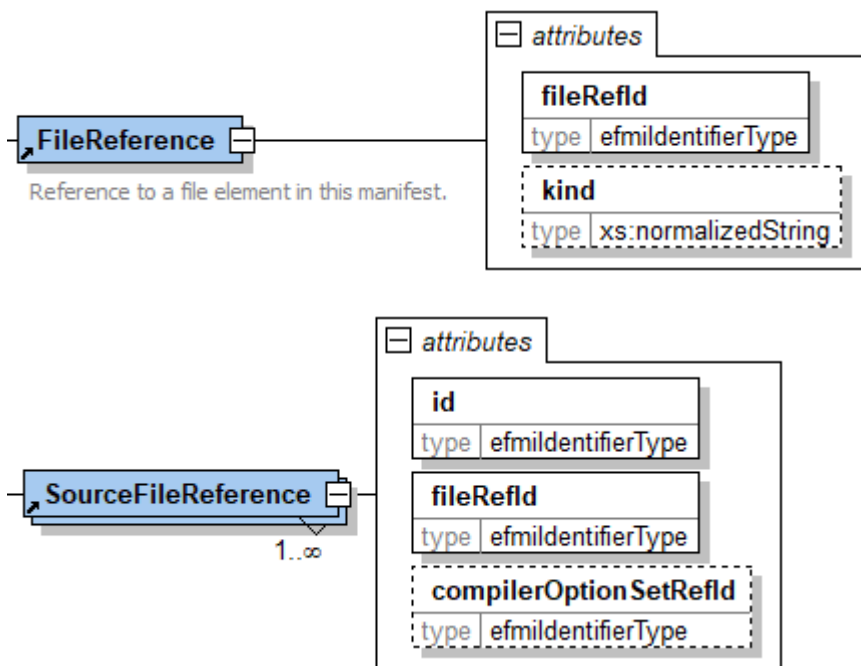 attributes
fileRefId
type efmiIdentifierType
FileReference
kind
Reference to a file element in this manifest.
type xs:normalizedString
attributes
id
type efmiIdentifierType
SourceFileReference
fileRefId
1..∞
type efmiIdentifierType
compilerOptionSetRefId
type efmiIdentifierType